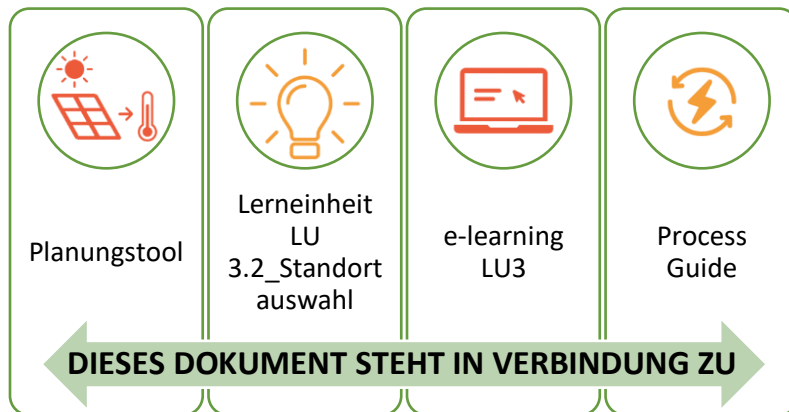 Planungstool
Lerneinheit
LU
3.2_Standort
auswahl
e-learning
LU3
Process
Guide
DIESES DOKUMENT STEHT IN VERBINDUNG ZU